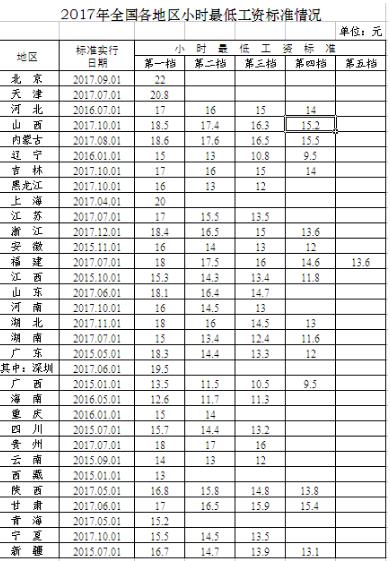 2017年全国各地区小时最低工资标准情况
单位：元
地区 标准实行日期 小时最低工资标准
第一档 第二档 第三档 第四档 第五档
北京 2017.09.01 22
天津 2017.07.01 20.8
河北 2016.07.01 17 16 15 14
山西 2017.10.01 18.5 17.4 16.3 15.2
内蒙古 2017.08.01 18.6 17.6 16.5 15.5
辽宁 2016.01.01 15 13 10.8 9.5
吉林 2017.10.01 17 16 15 14
黑龙江 2017.10.01 16 13 12
上海 2017.04.01 20
江苏 2017.07.01 17 15.5 13.5
浙江 2017.12.01 18.4 16.5 15 13.6
安徽 2015.11.01 16 14 13 12
福建 2017.07.01 18 17.5 16 14.6 13.6
江西 2015.10.01 15.3 14.3 13.4 11.8
山东 2017.06.01 18.1 16.4 14.7
河南 2017.10.01 16 14.5 13
湖北 2017.11.01 18 16 14.5 13
湖南 2017.07.01 15 13.4 12.4 11.6
广东 2015.05.01 18.3 14.4 13.3 12
其中：深圳 2017.06.01 19.5
广西 2015.01.01 13.5 11.5 10.5 9.5
海南 2016.05.01 12.6 11.7 11.3
重庆 2016.01.01 15 14
四川 2015.07.01 15.7 14.4 13.2
贵州 2017.07.01 18 17 16
云南 2015.09.01 14 13 12
西藏 2015.01.01 13
陕西 2017.05.01 16.8 15.8 14.8 13.8
甘肃 2017.06.01 17 16.5 15.9 15.4
青海 2017.05.01 15.2
宁夏 2017.10.01 15.5 14.5 13.5
新疆 2015.07.01 16.7 14.7 13.9 13.1